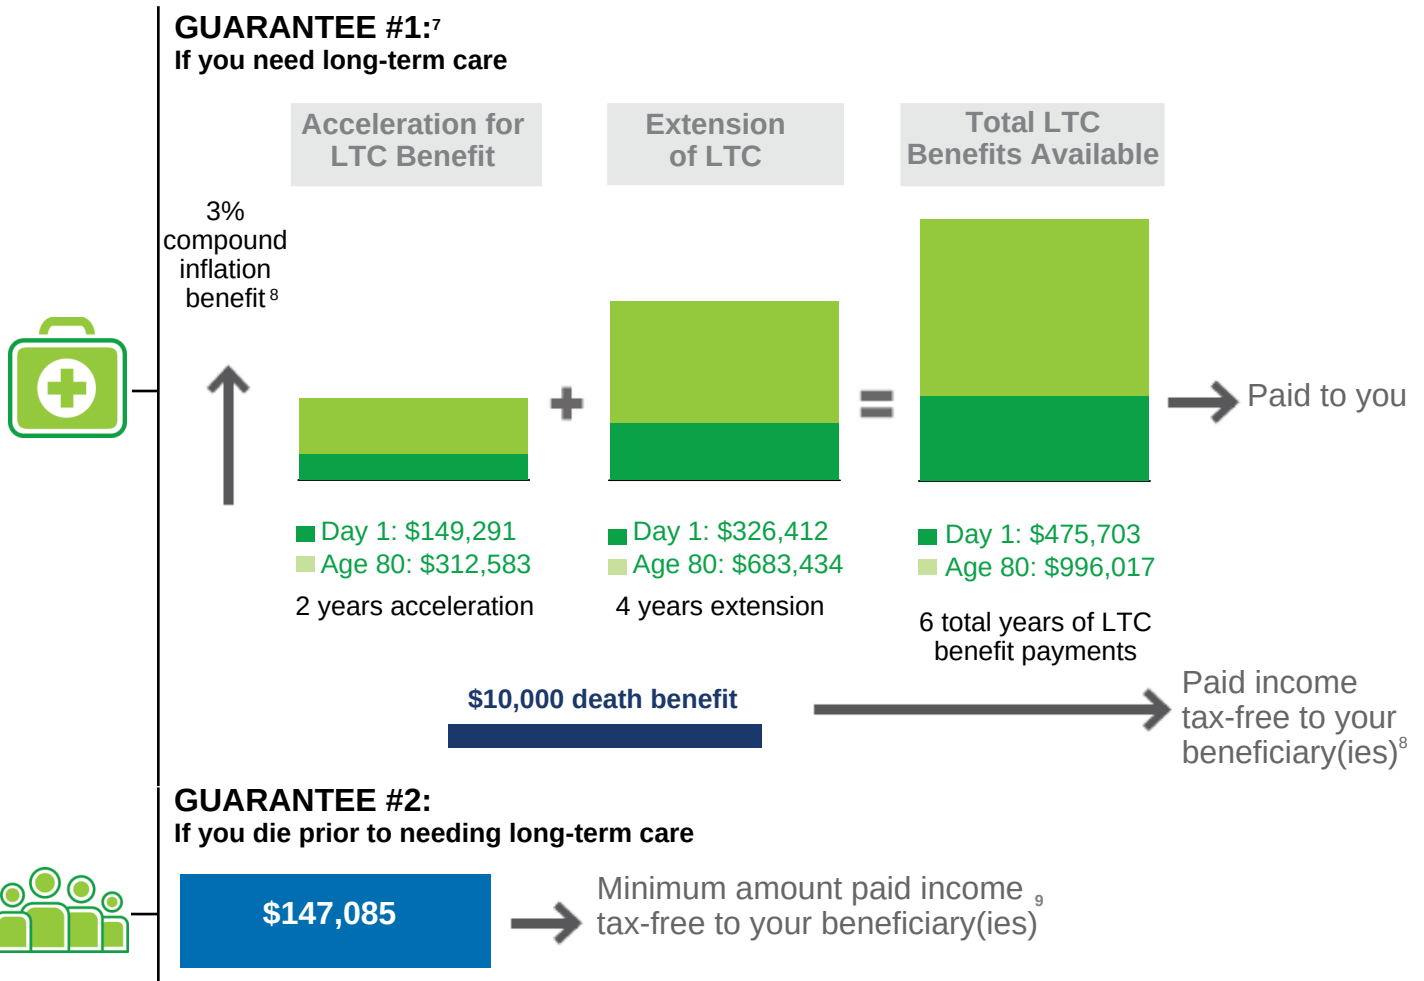 GUARANTEE #1:7
If you need long-term care
Acceleration for
LTC Benefit
Extension
of LTC
Total LTC
Benefits Available
3%
compound
inflation
benefit 8
Paid to you
Day 1: $149,291
Age 80: $312,583
2 years acceleration
Day 1: $326,412
Age 80: $683,434
4 years extension
Day 1: $475,703
Age 80: $996,017
6 total years of LTC
benefit payments
$10,000 death benefit
Paid income
tax-free to your
beneficiary(ies)8
GUARANTEE #2:
If you die prior to needing long-term care
$147,085
Minimum amount paid income
tax-free to your beneficiary(ies) 9